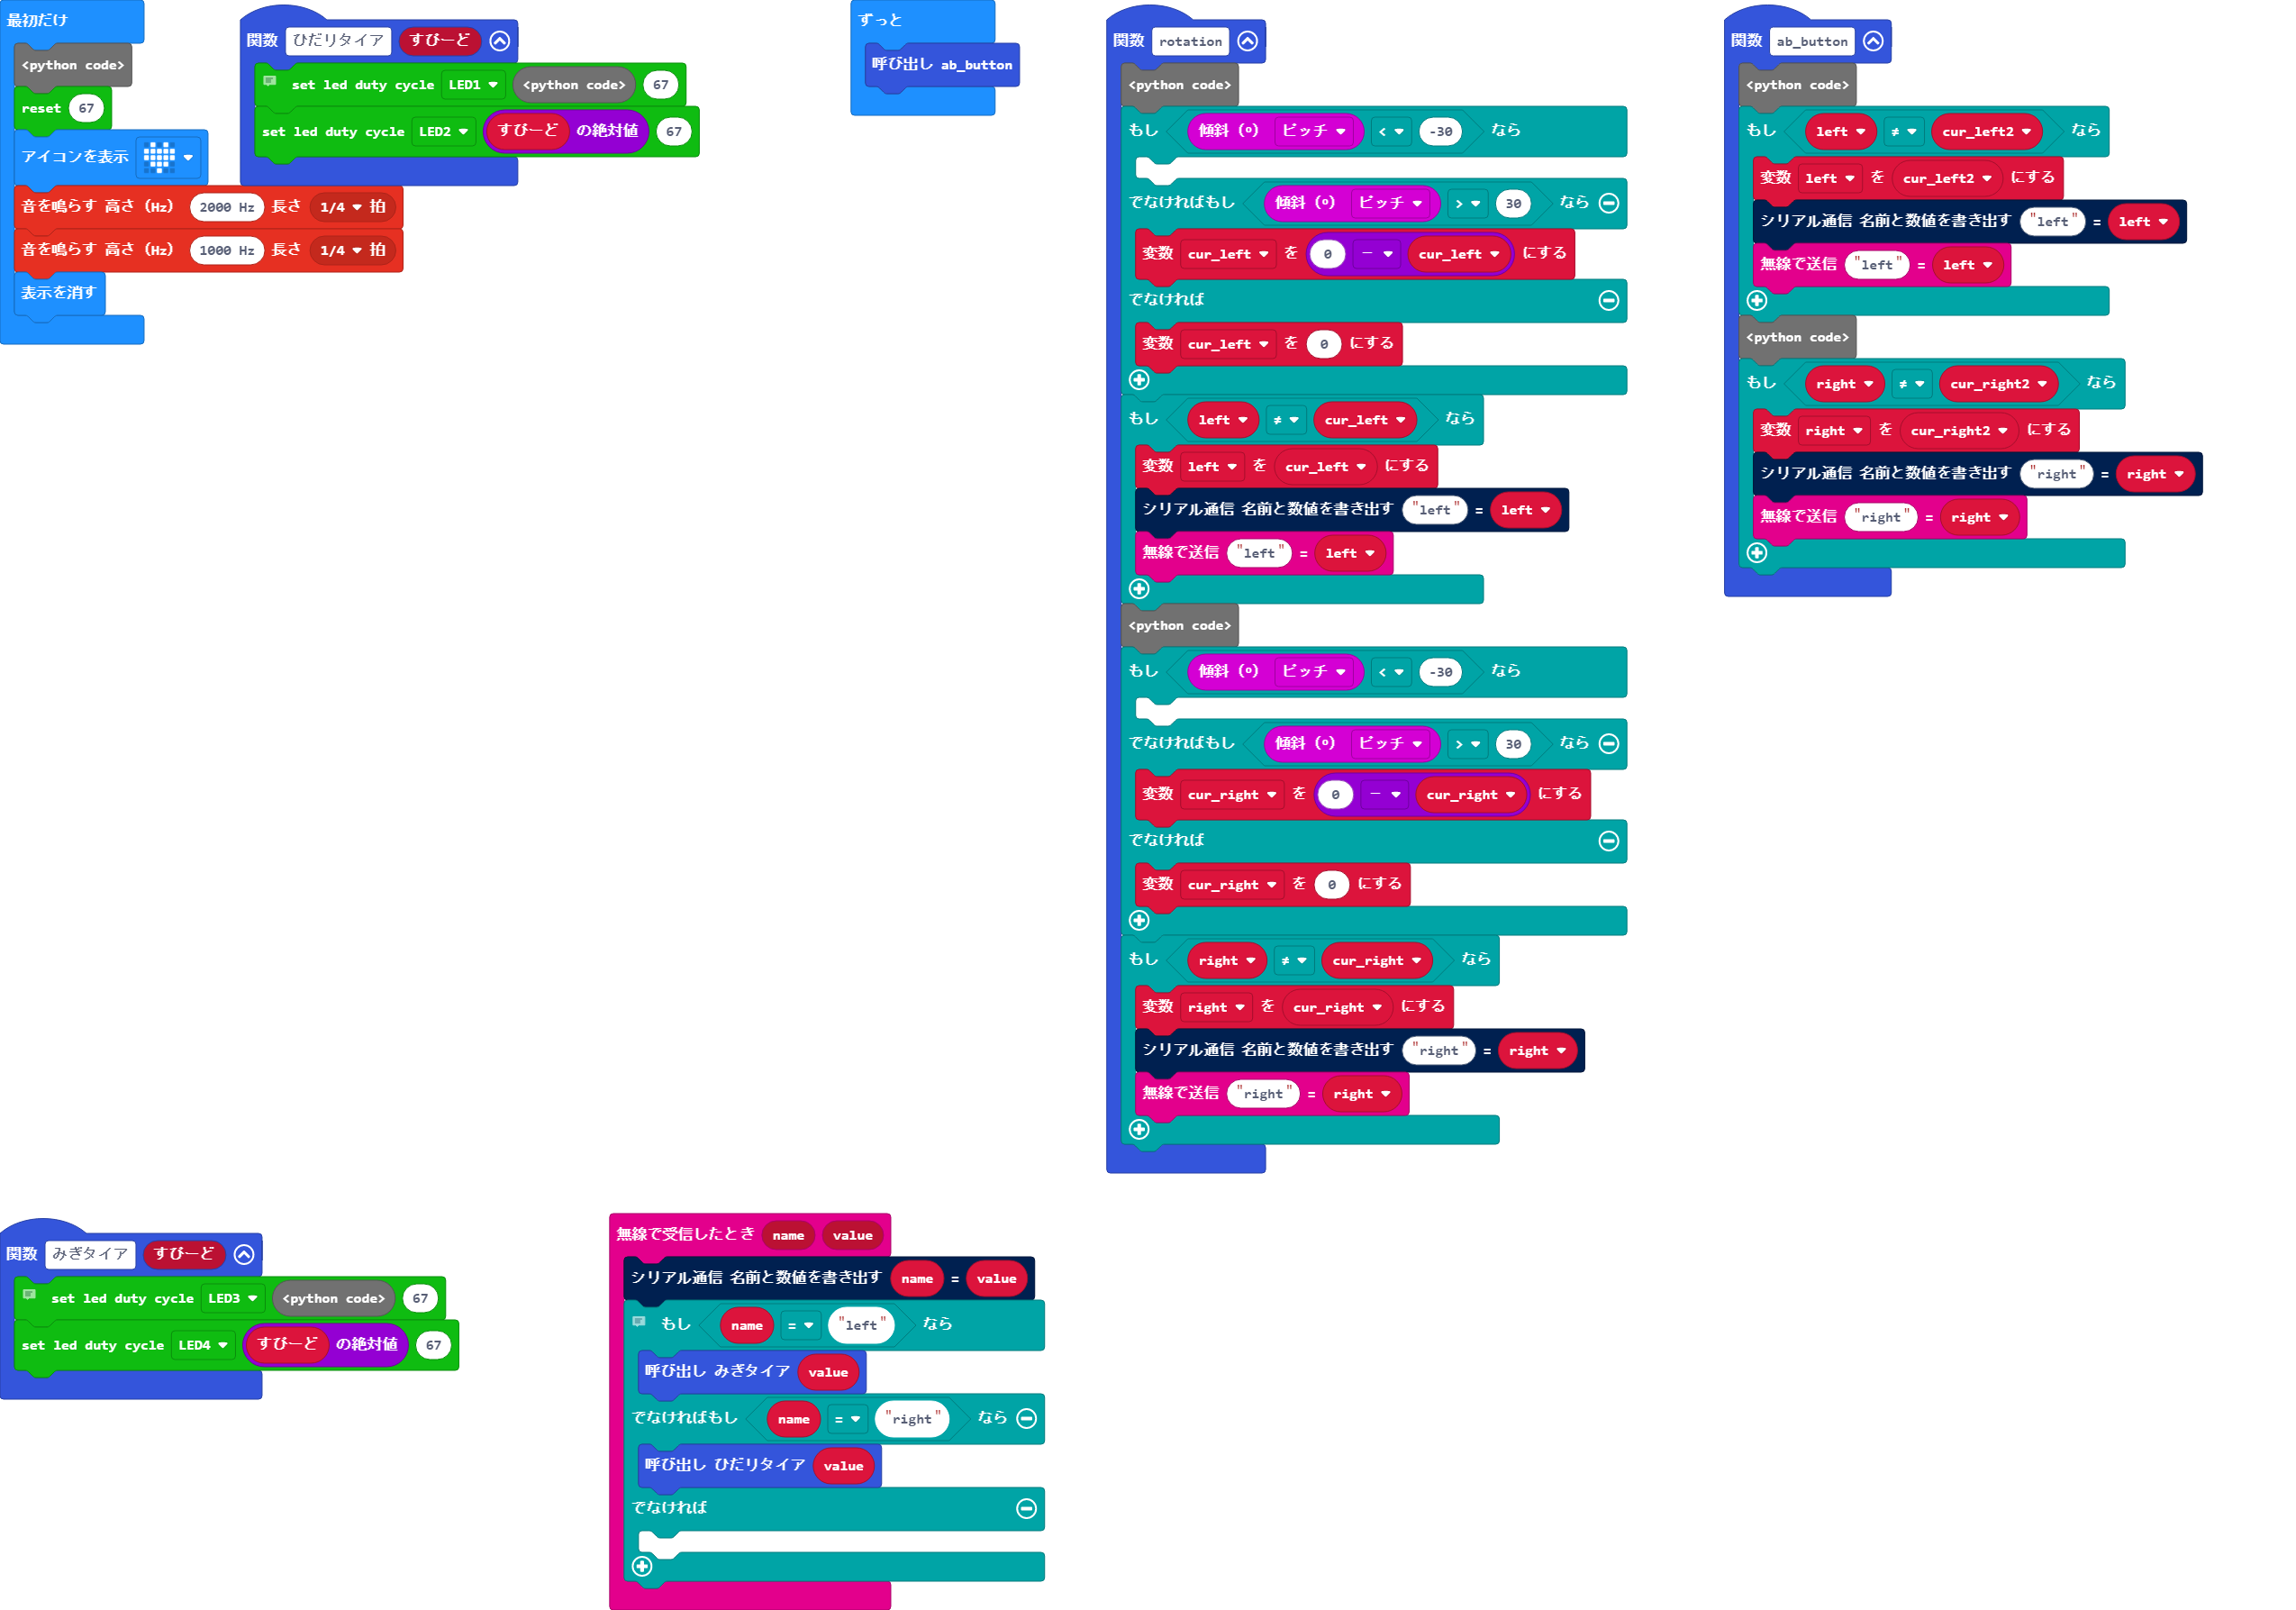 最初だけ
<python code>
reset 67
アイコンを表示
音を鳴らす 高さ (Hz) 2000 Hz 長さ 1/4 拍
音を鳴らす 高さ (Hz) 1000 Hz 長さ 1/4 拍
表示を消す
関数 ひだりタイア すぴーど
set led duty cycle LED1 <python code> 67
set led duty cycle LED2 すぴーど の絶対値 67
ずっと
呼び出し ab_button
関数 rotation
<python code>
もし 傾斜 (º) ピッチ < -30 なら
でなければもし 傾斜 (º) ピッチ > 30 なら
変数 cur_left を 0 - cur_left にする
でなければ
変数 cur_left を 0 にする
もし left ≠ cur_left なら
変数 left を cur_left にする
シリアル通信 名前と数値を書き出す "left" = left
無線で送信 "left" = left
<python code>
もし 傾斜 (º) ピッチ < -30 なら
でなければもし 傾斜 (º) ピッチ > 30 なら
変数 cur_right を 0 - cur_right にする
でなければ
変数 cur_right を 0 にする
もし right ≠ cur_right なら
変数 right を cur_right にする
シリアル通信 名前と数値を書き出す "right" = right
無線で送信 "right" = right
関数 ab_button
<python code>
もし left ≠ cur_left2 なら
変数 left を cur_left2 にする
シリアル通信 名前と数値を書き出す "left" = left
無線で送信 "left" = left
<python code>
もし right ≠ cur_right2 なら
変数 right を cur_right2 にする
シリアル通信 名前と数値を書き出す "right" = right
無線で送信 "right" = right
関数 みぎタイア すぴーど
set led duty cycle LED3 <python code> 67
set led duty cycle LED4 すぴーど の絶対値 67
無線で受信したとき name value
シリアル通信 名前と数値を書き出す name = value
もし name = "left" なら
呼び出し みぎタイア value
でなければもし name = "right" なら
呼び出し ひだりタイア value
でなければ